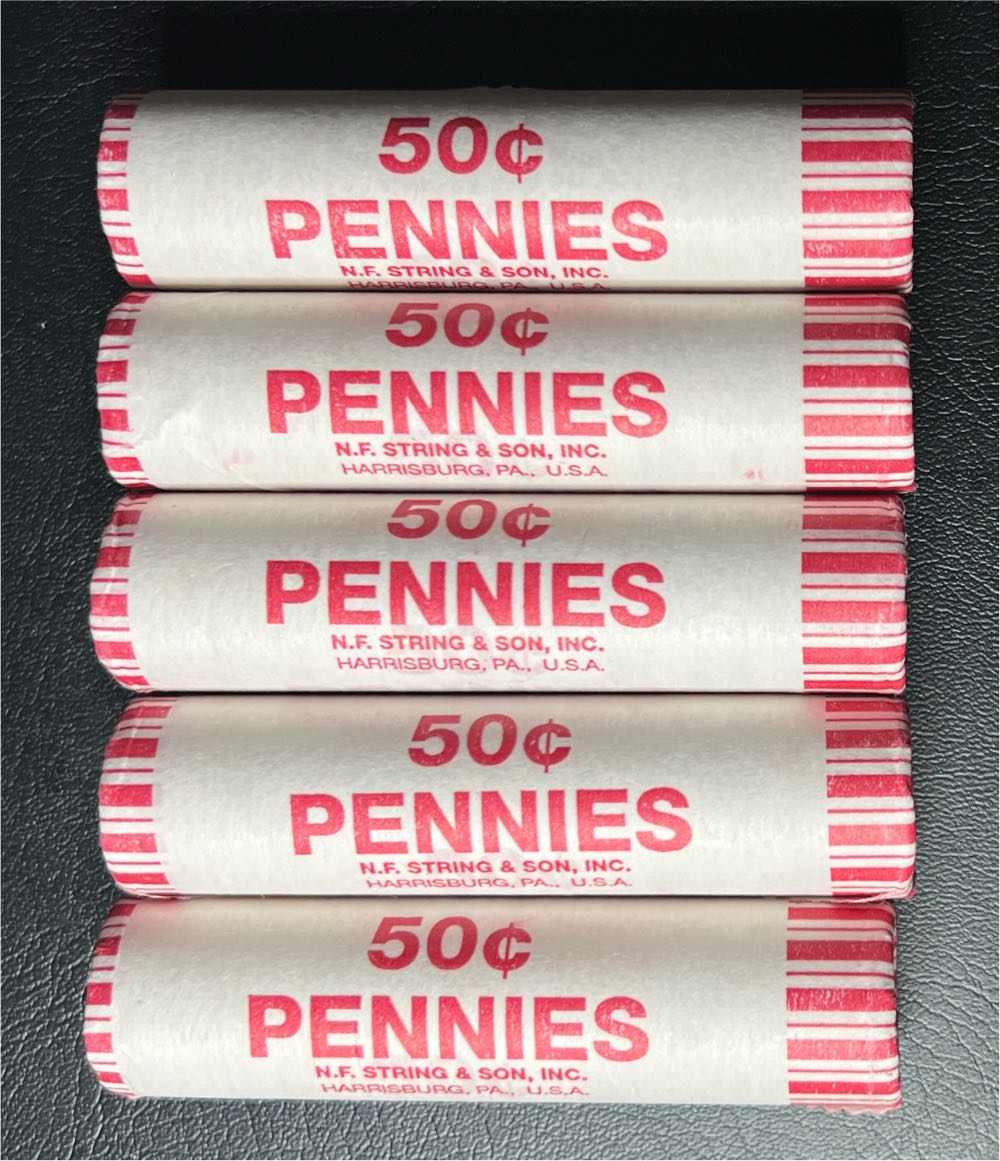 50¢
PENNIES
N.F. STRING & SON, INC.
HARRISBURG, PA., U.S.A.
50¢
PENNIES
N.F. STRING & SON, INC.
HARRISBURG, PA., U.S.A.
50¢
PENNIES
N.F. STRING & SON, INC.
HARRISBURG, PA., U.S.A.
50¢
PENNIES
N.F. STRING & SON, INC.
HARRISBURG, PA., U.S.A.
50¢
PENNIES
N.F. STRING & SON, INC.
HARRISBURG, PA., U.S.A.